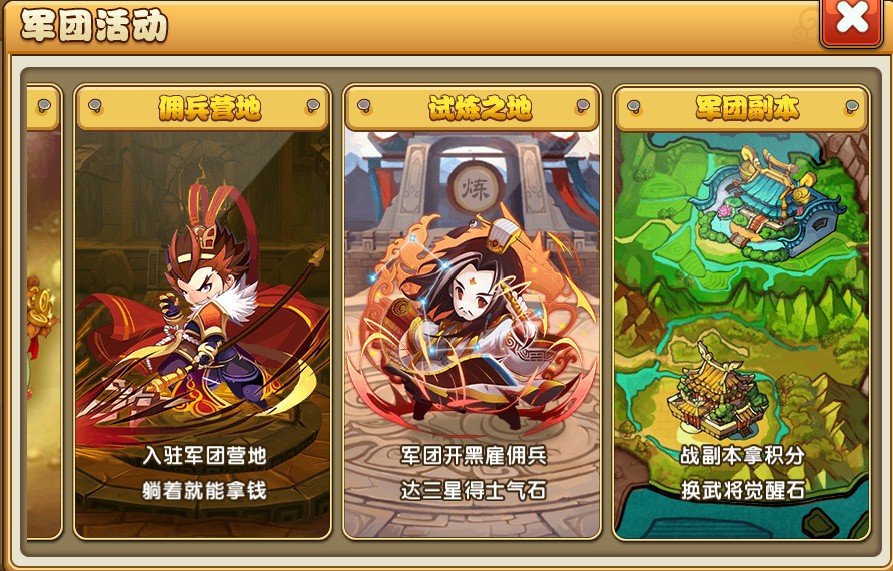 军团活动
佣兵营地
入驻军团营地
躺着就能拿钱
试炼之地
炼
军团开黑雇佣兵
达三星得士气石
军团副本
战副本拿积分
换武将觉醒石